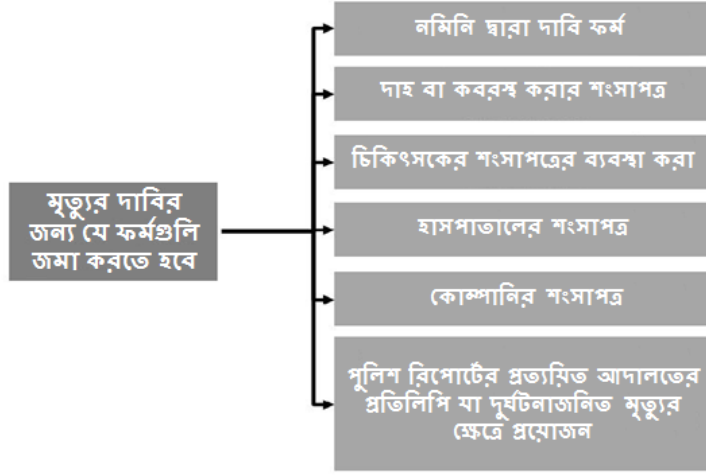 মৃত্যুর দাবির
জন্য যে ফর্মগুলি
জমা করতে হবে
নমিনি দ্বারা দাবি ফর্ম
দাহ বা কবরস্থ করার শংসাপত্র
চিকিৎসকের শংসাপত্রের ব্যবস্থা করা
হাসপাতালের শংসাপত্র
কোম্পানির শংসাপত্র
পুলিশ রিপোর্টের প্রত্যয়িত আদালতের
প্রতিলিপি যা দুর্ঘটনাজনিত মৃত্যুর
ক্ষেত্রে প্রয়োজন